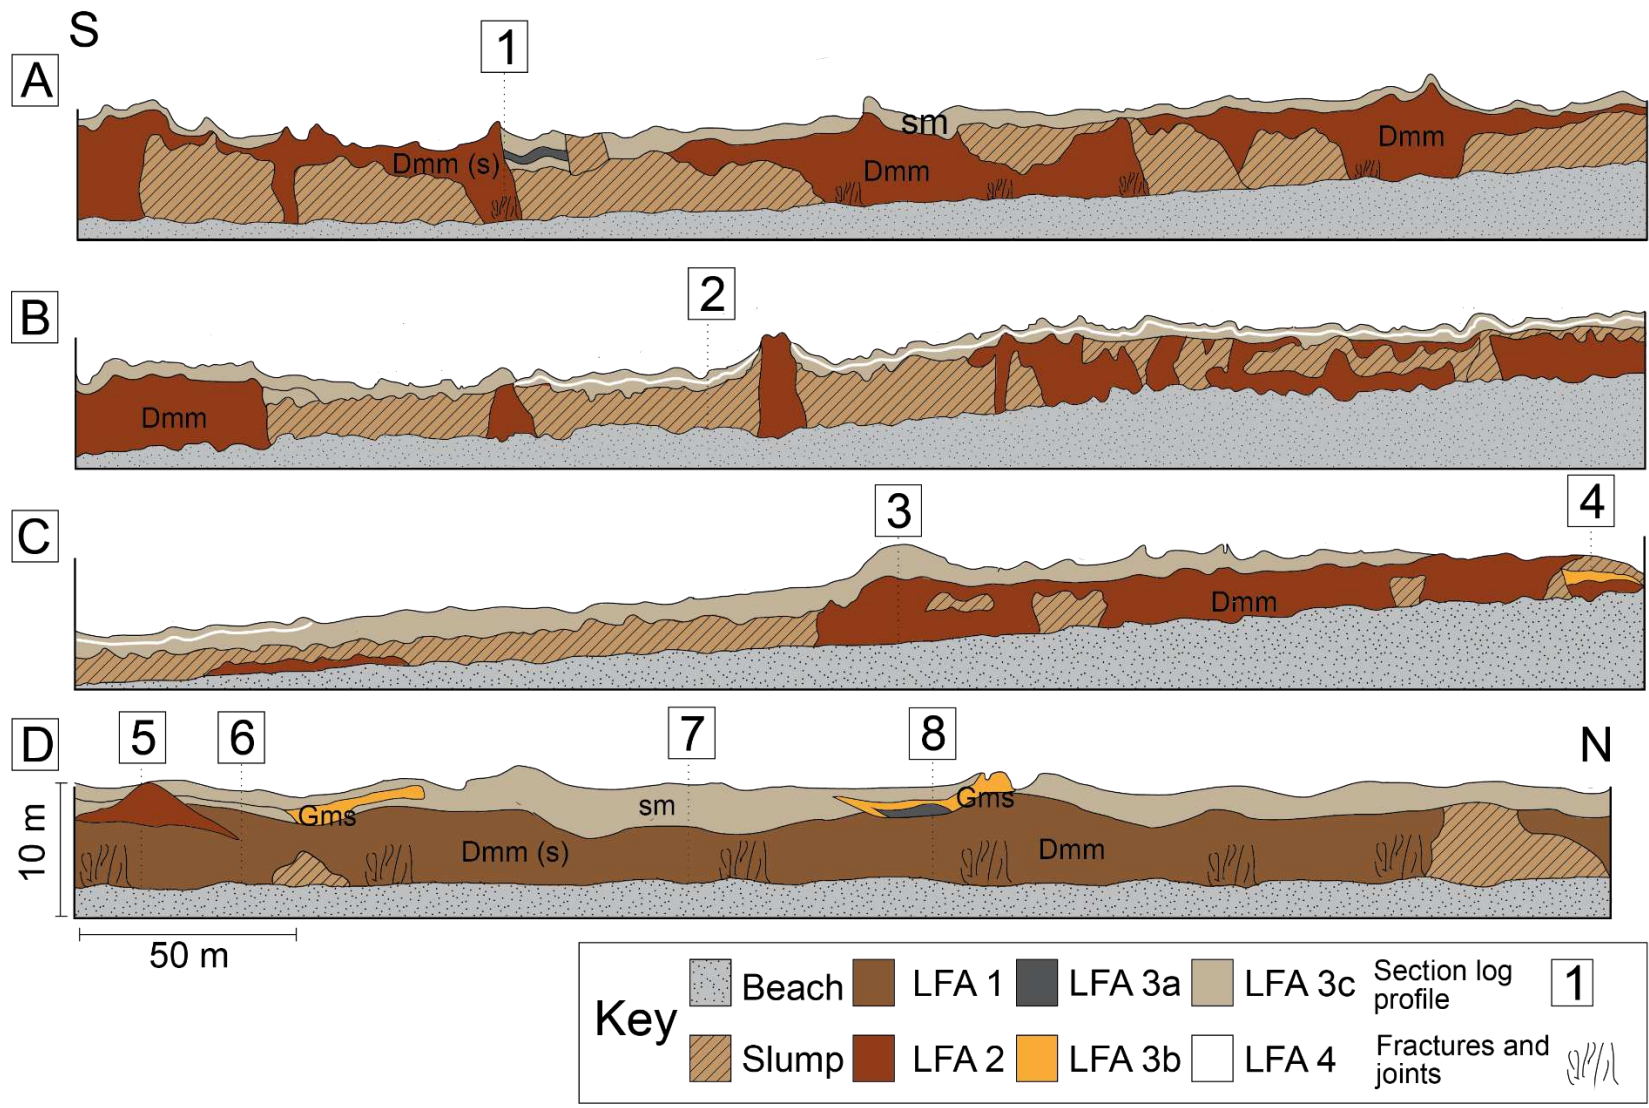 S
A
1
sm
Dmm (s)
Dmm
Dmm
B
2
Dmm
C
3
4
Dmm
D
5
6
7
8
N
10 m
Gms
sm
Gms
Dmm (s)
Dmm
50 m
Key
Beach
LFA 1
LFA 3a
LFA 3c
Section log
profile
1
Slump
LFA 2
LFA 3b
LFA 4
Fractures and
joints